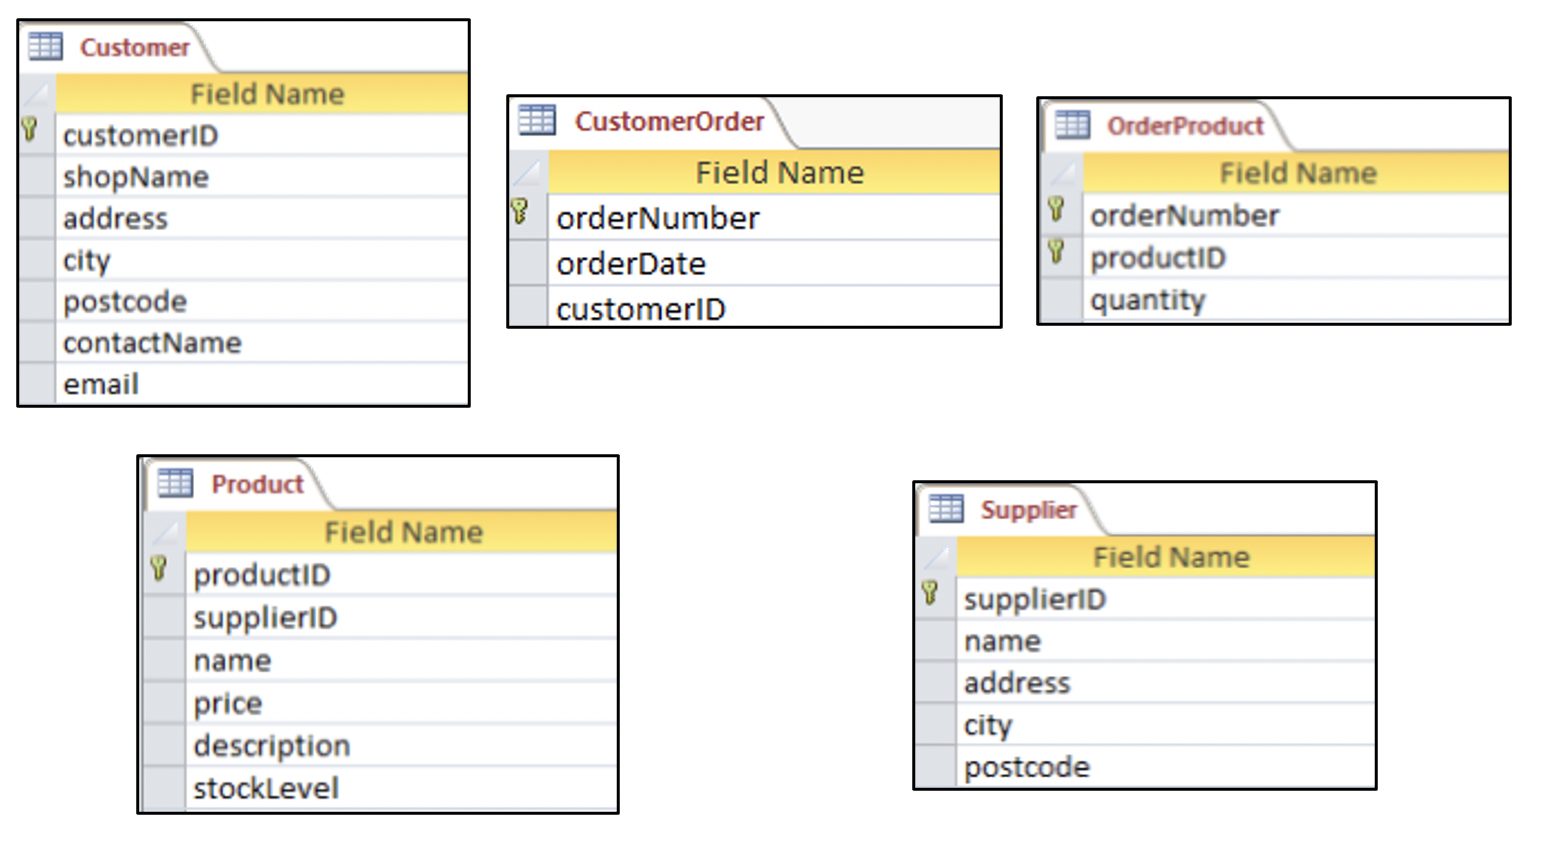 Customer
Field Name
customerID
shopName
address
city
postcode
contactName
email
CustomerOrder
Field Name
orderNumber
orderDate
customerID
OrderProduct
Field Name
orderNumber
productID
quantity
Product
Field Name
productID
supplierID
name
price
description
stockLevel
Supplier
Field Name
supplierID
name
address
city
postcode